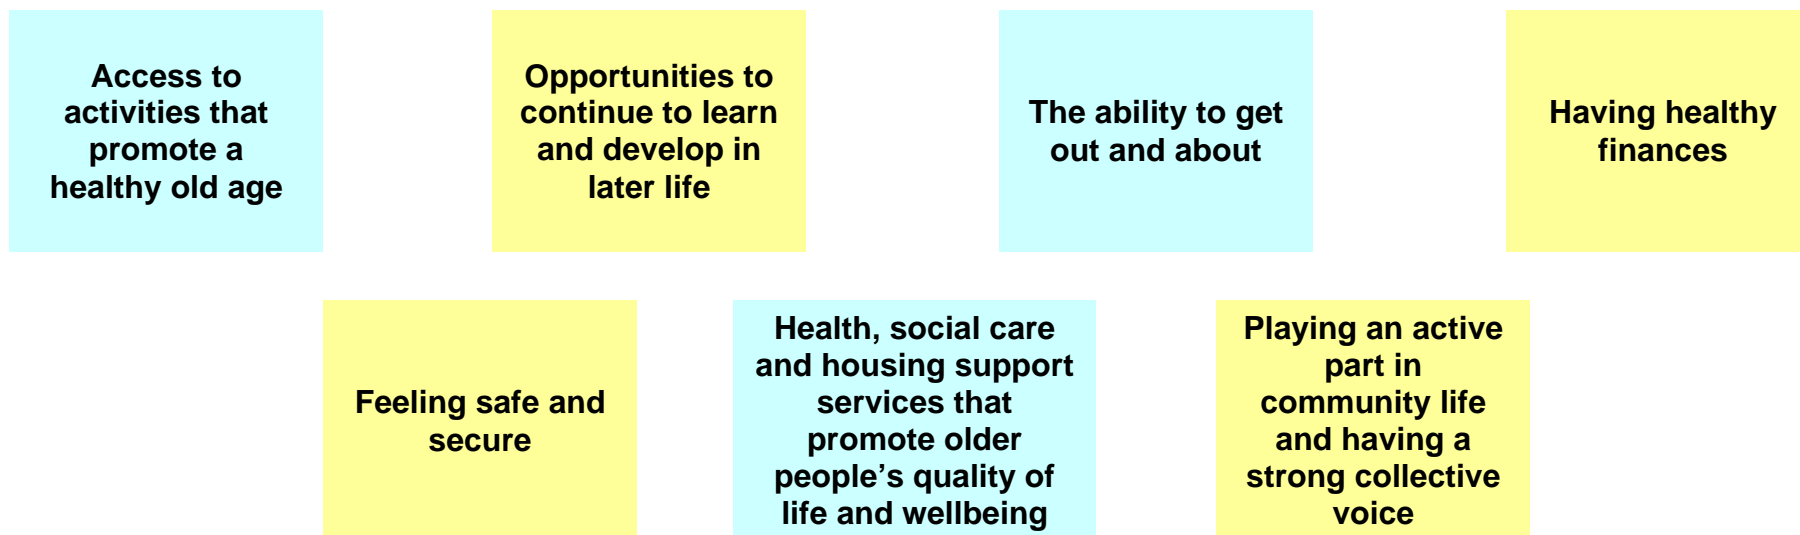 Access to
activities that
promote a
healthy old age
Opportunities to
continue to learn
and develop in
later life
The ability to get
out and about
Having healthy
finances
Feeling safe and
secure
Health, social care
and housing support
services that
promote older
people’s quality of
life and wellbeing
Playing an active
part in
community life
and having a
strong collective
voice